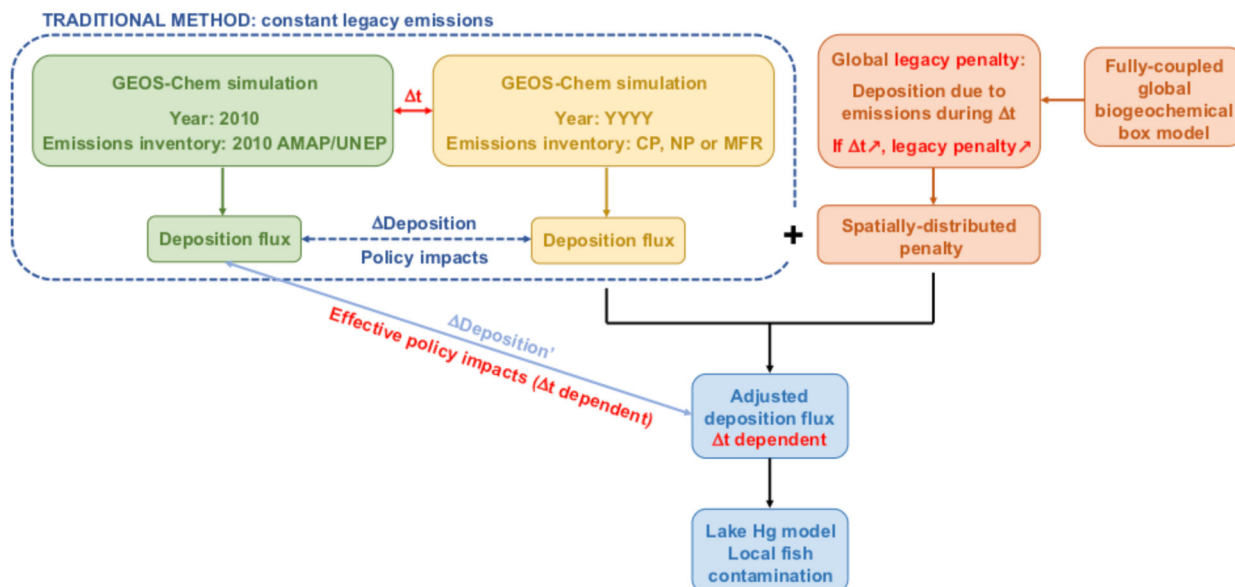 TRADITIONAL METHOD: constant legacy emissions
GEOS-Chem simulation
Year: 2010
Emissions inventory: 2010 AMAP/UNEP
Δt
GEOS-Chem simulation
Year: YYYY
Emissions inventory: CP, NP or MFR
Global legacy penalty:
Deposition due to
emissions during Δt
If Δt↗, legacy penalty↗
Fully-coupled
global
biogeochemical
box model
Deposition flux
ΔDeposition
Policy impacts
Deposition flux
+
Spatially-distributed
penalty
ΔDeposition’
Effective policy impacts (Δt dependent)
Adjusted
deposition flux
Δt dependent
Lake Hg model
Local fish
contamination